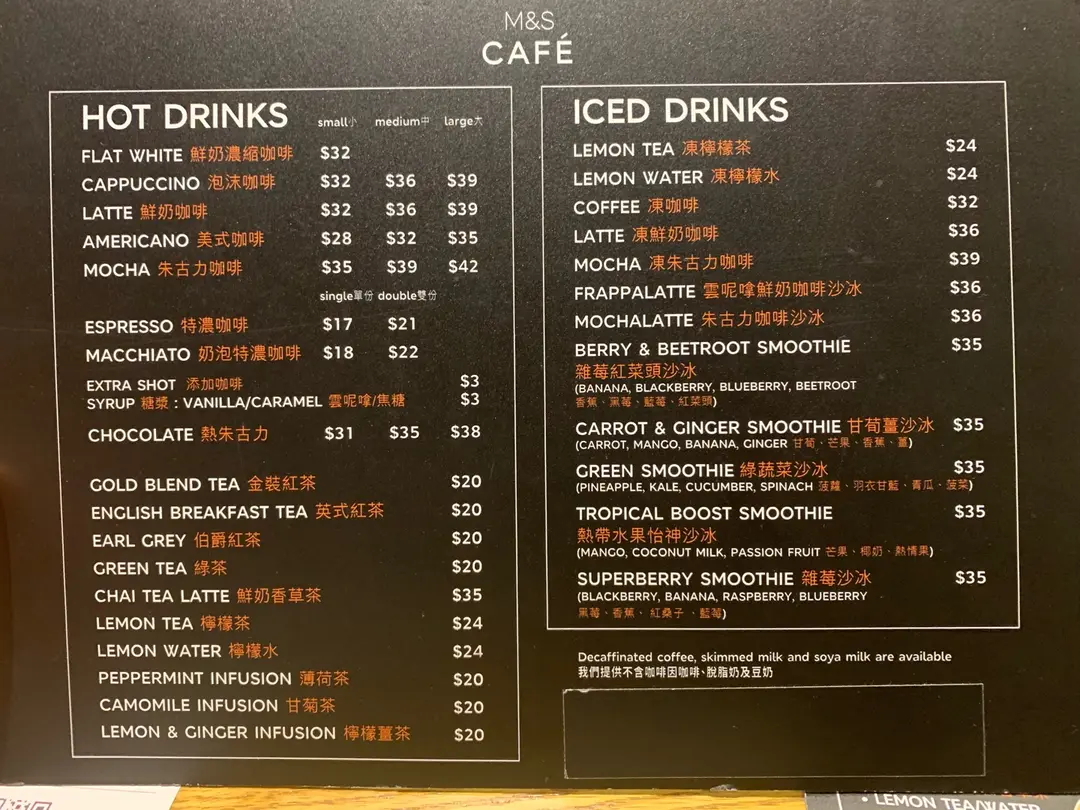 M&S
CAFÉ
HOT DRINKS small小 medium中 large大
FLAT WHITE 鮮奶濃縮咖啡 $32
CAPPUCCINO 泡沫咖啡 $32 $36 $39
LATTE 鮮奶咖啡 $32 $36 $39
AMERICANO 美式咖啡 $28 $32 $35
MOCHA 朱古力咖啡 $35 $39 $42
single單份 double雙份
ESPRESSO 特濃咖啡 $17 $21
MACCHIATO 奶泡特濃咖啡 $18 $22
EXTRA SHOT 添加咖啡 $3
SYRUP 糖漿 : VANILLA/CARAMEL 雲呢嗱/焦糖 $3
CHOCOLATE 熱朱古力 $31 $35 $38
GOLD BLEND TEA 金裝紅茶 $20
ENGLISH BREAKFAST TEA 英式紅茶 $20
EARL GREY 伯爵紅茶 $20
GREEN TEA 綠茶 $20
CHAI TEA LATTE 鮮奶香草茶 $35
LEMON TEA 檸檬茶 $24
LEMON WATER 檸檬水 $24
PEPPERMINT INFUSION 薄荷茶 $20
CAMOMILE INFUSION 甘菊茶 $20
LEMON & GINGER INFUSION 檸檬薑茶 $20
ICED DRINKS
LEMON TEA 凍檸檬茶 $24
LEMON WATER 凍檸檬水 $24
COFFEE 凍咖啡 $32
LATTE 凍鮮奶咖啡 $36
MOCHA 凍朱古力咖啡 $39
FRAPPALATTE 雲呢嗱鮮奶咖啡沙冰 $36
MOCHALATTE 朱古力咖啡沙冰 $36
BERRY & BEETROOT SMOOTHIE $35
雜莓紅菜頭沙冰
(BANANA, BLACKBERRY, BLUEBERRY, BEETROOT
香蕉、黑莓、藍莓、紅菜頭)
CARROT & GINGER SMOOTHIE 甘荀薑沙冰 $35
(CARROT, MANGO, BANANA, GINGER 甘荀、芒果、香蕉、薑)
GREEN SMOOTHIE 綠蔬菜沙冰 $35
(PINEAPPLE, KALE, CUCUMBER, SPINACH 菠蘿、羽衣甘藍、青瓜、菠菜)
TROPICAL BOOST SMOOTHIE $35
熱帶水果怡神沙冰
(MANGO, COCONUT MILK, PASSION FRUIT 芒果、椰奶、熱情果)
SUPERBERRY SMOOTHIE 雜莓沙冰 $35
(BLACKBERRY, BANANA, RASPBERRY, BLUEBERRY
黑莓、香蕉、紅桑子、藍莓)
Decaffinated coffee, skimmed milk and soya milk are available
我們提供不含咖啡因咖啡、脫脂奶及豆奶
• LEMON TEA/WATER